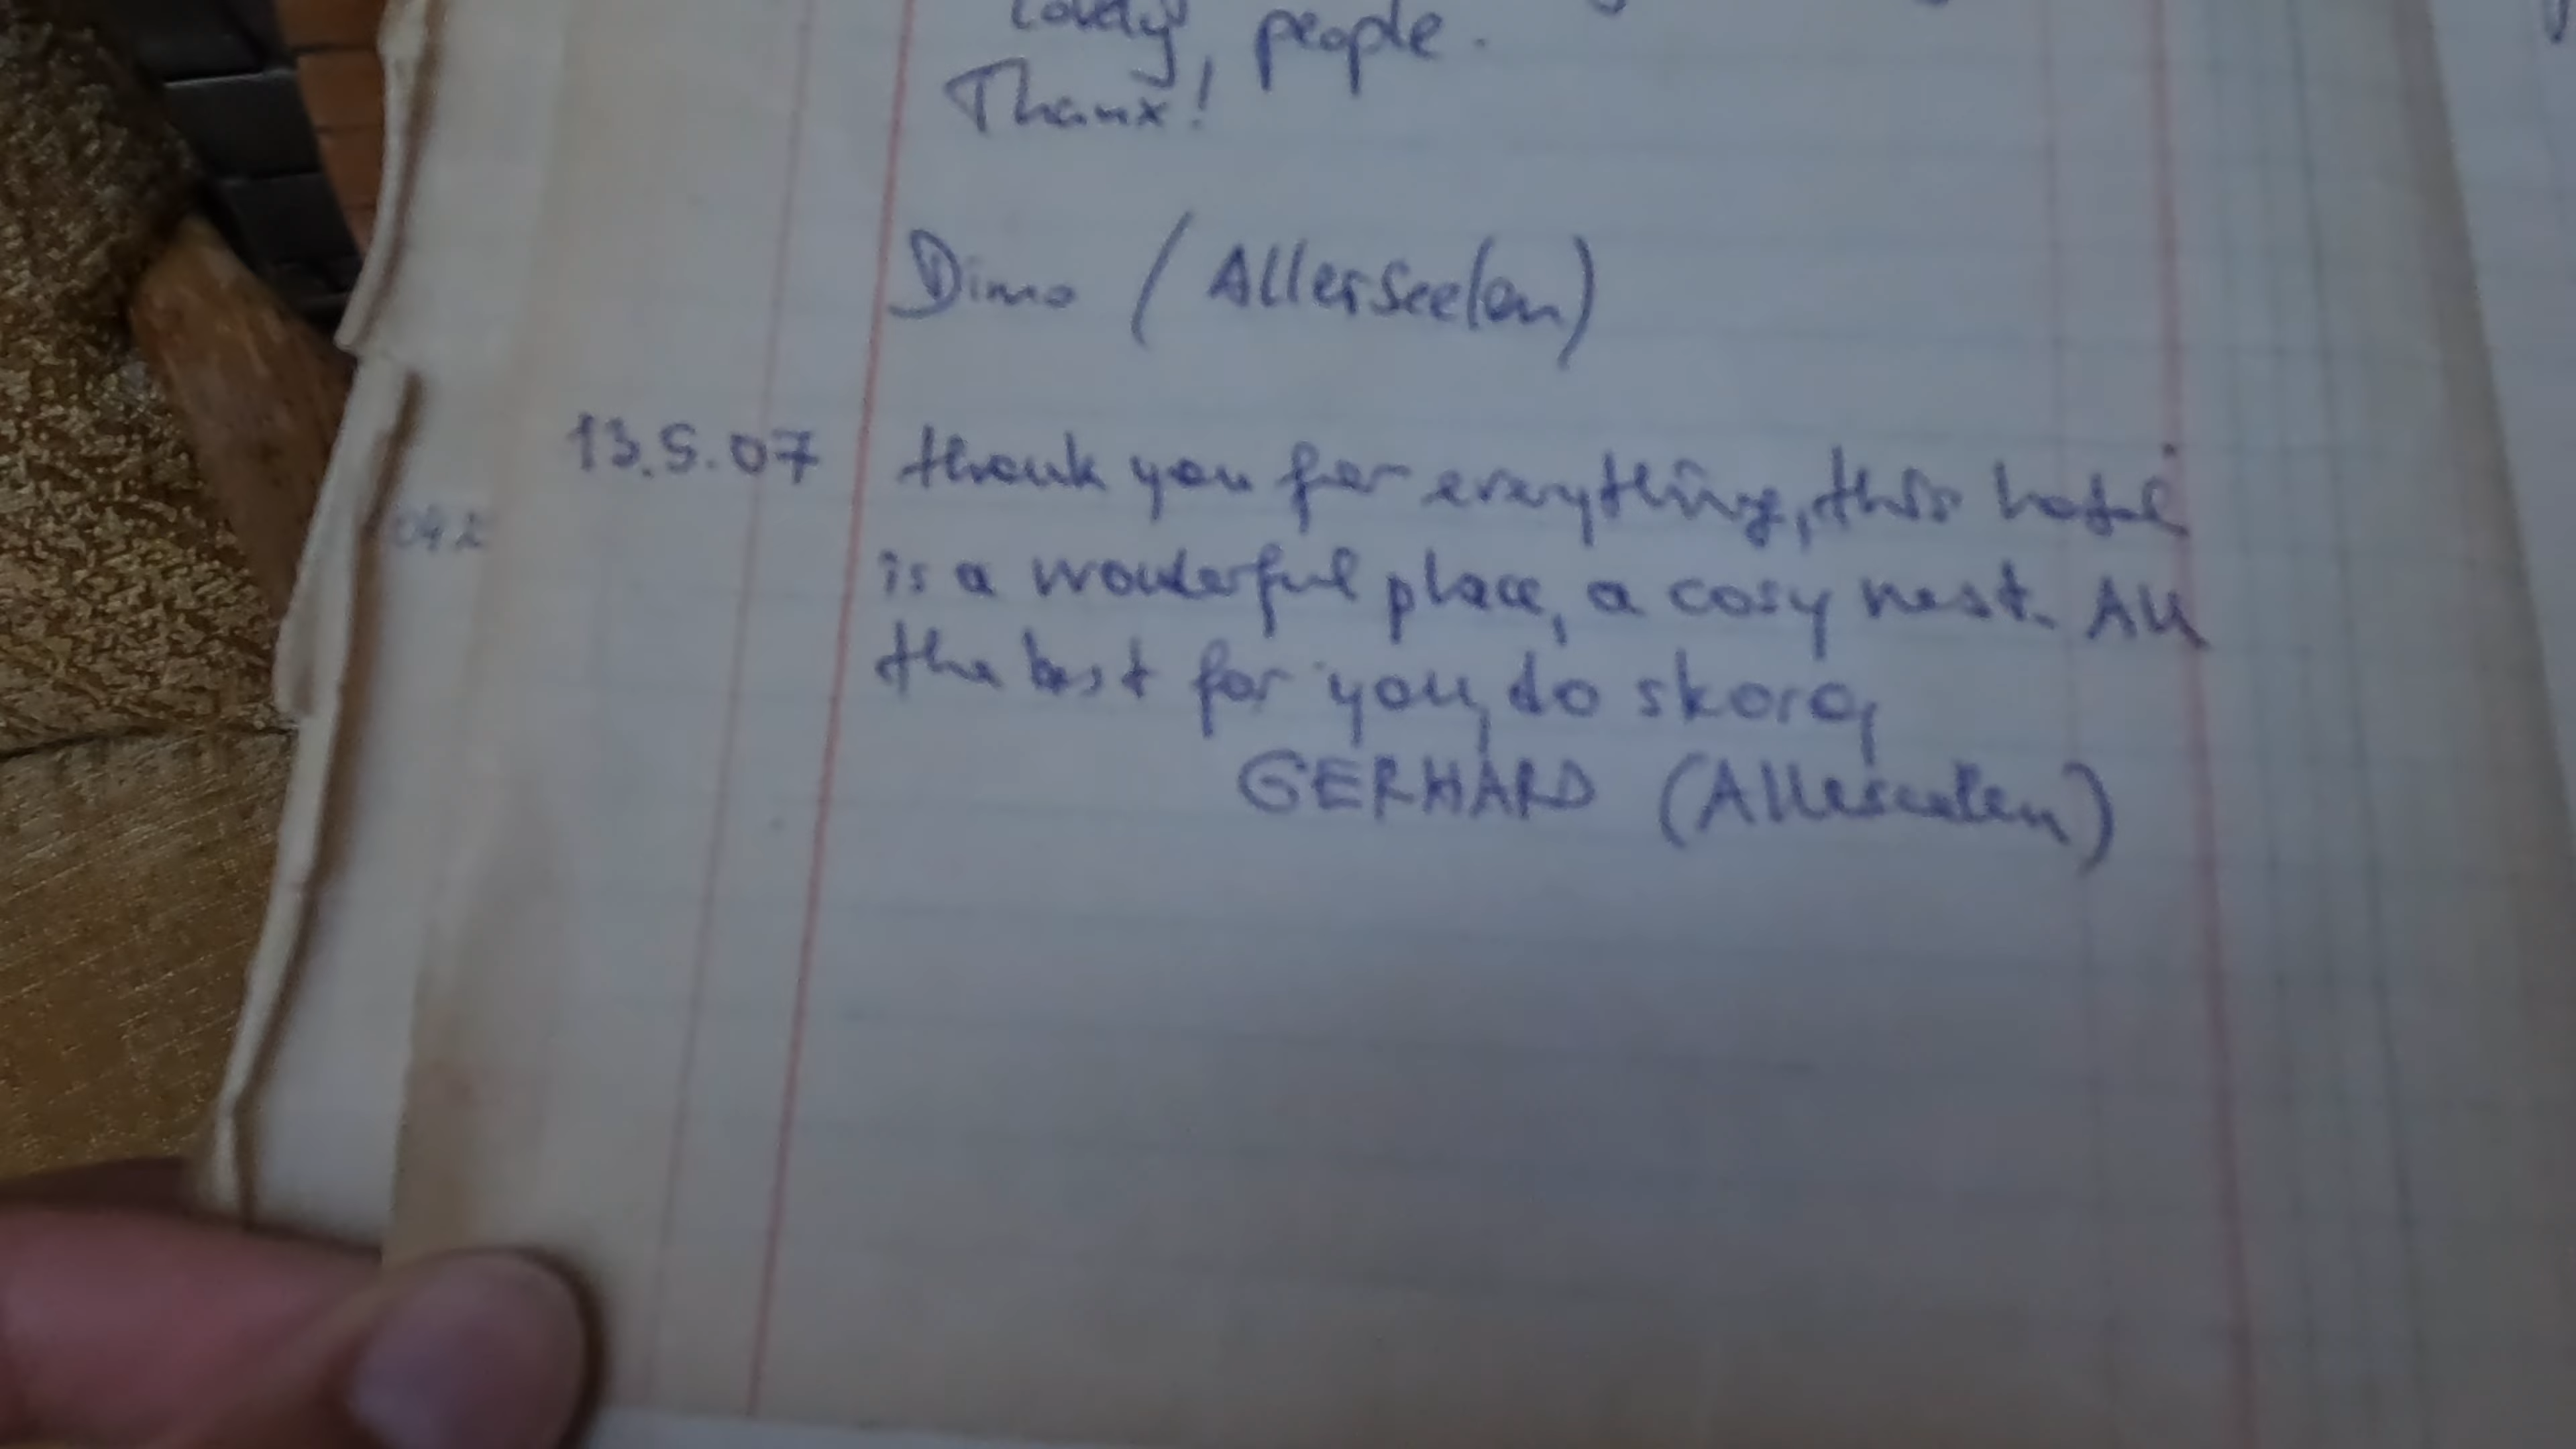 Lovely people.
Thanx!
Dimo (Allerseelen)
13.5.07 thank you for everything, this hotel
is a wonderful place, a cosy nest. All
the best for you, do skoro,
GERHARD (Allerseelen)